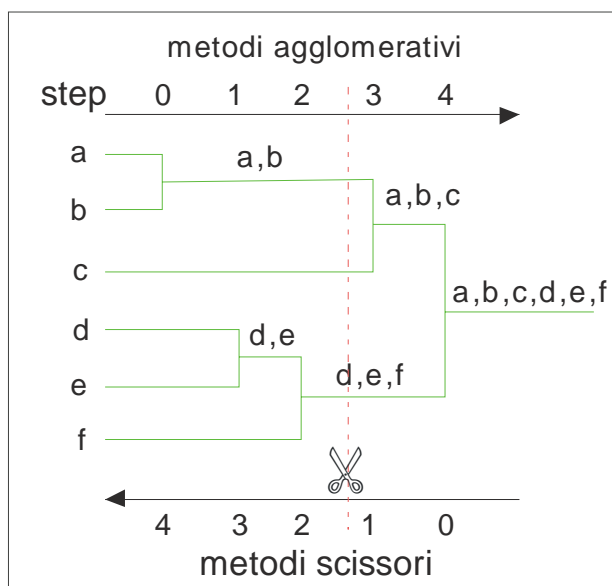 metodi agglomerativi
step 0 1 2 3 4
a
a,b
b
a,b,c
c
a,b,c,d,e,f
d
d,e
e
d,e,f
f
4 3 2 1 0
metodi scissori